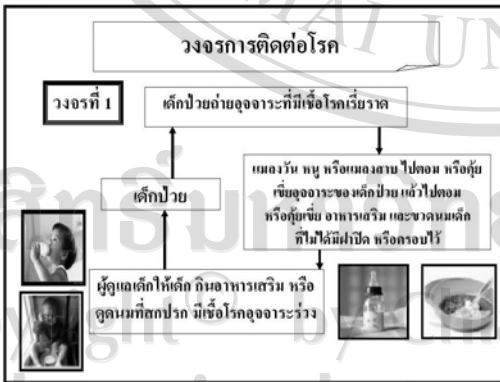 วงจรการติดต่อโรค
วงจรที่ 1
เด็กป่วยถ่ายอุจจาระที่มีเชื้อโรคเรี่ยราด
แมลงวัน หนู หรือแมลงสาบ ไปตอม หรือคุ้ย
เขี่ยอุจจาระของเด็กป่วย แล้วไปตอม
หรือคุ้ยเขี่ย อาหารเสริม และขวดนมเด็ก
ที่ไม่ได้มีฝาปิด หรือครอบไว้
เด็กป่วย
ผู้ดูแลเด็กให้เด็ก กินอาหารเสริม หรือ
ดูดนมที่สกปรก มีเชื้อโรคอุจจาระร่วง